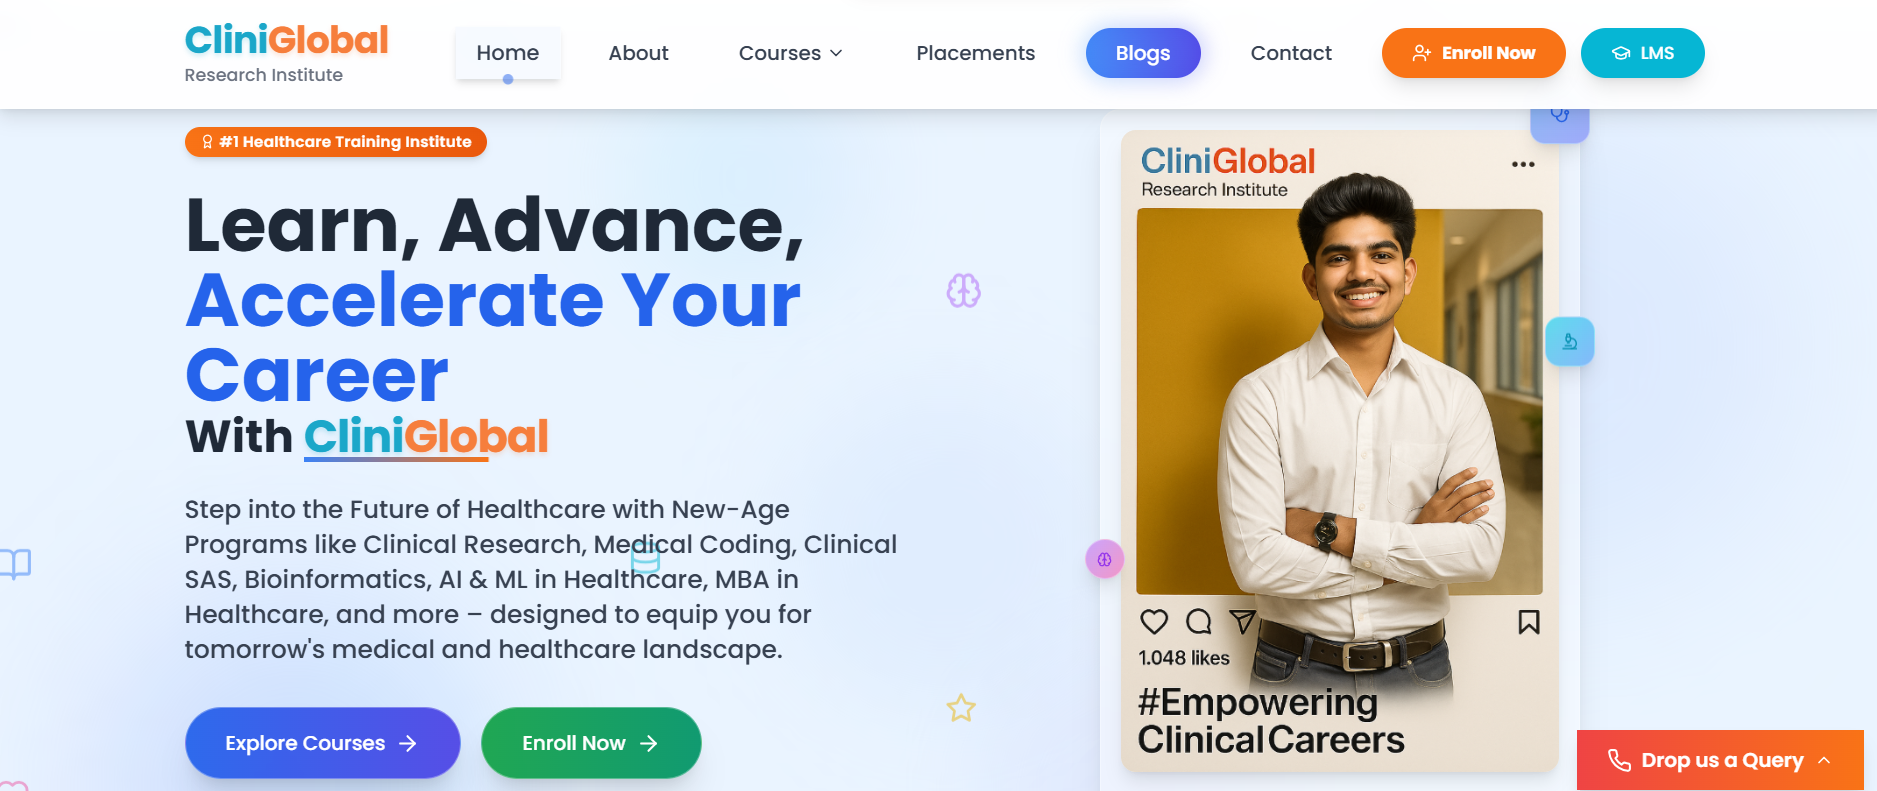 CliniGlobal
Research Institute
Home
About
Courses
Placements
Blogs
Contact
Enroll Now
LMS
#1 Healthcare Training Institute
Learn, Advance,
Accelerate Your
Career
With CliniGlobal
Step into the Future of Healthcare with New-Age
Programs like Clinical Research, Medical Coding, Clinical
SAS, Bioinformatics, AI & ML in Healthcare, MBA in
Healthcare, and more – designed to equip you for
tomorrow's medical and healthcare landscape.
Explore Courses
Enroll Now
CliniGlobal
Research Institute
1.048 likes
#Empowering
Clinical Careers
Drop us a Query